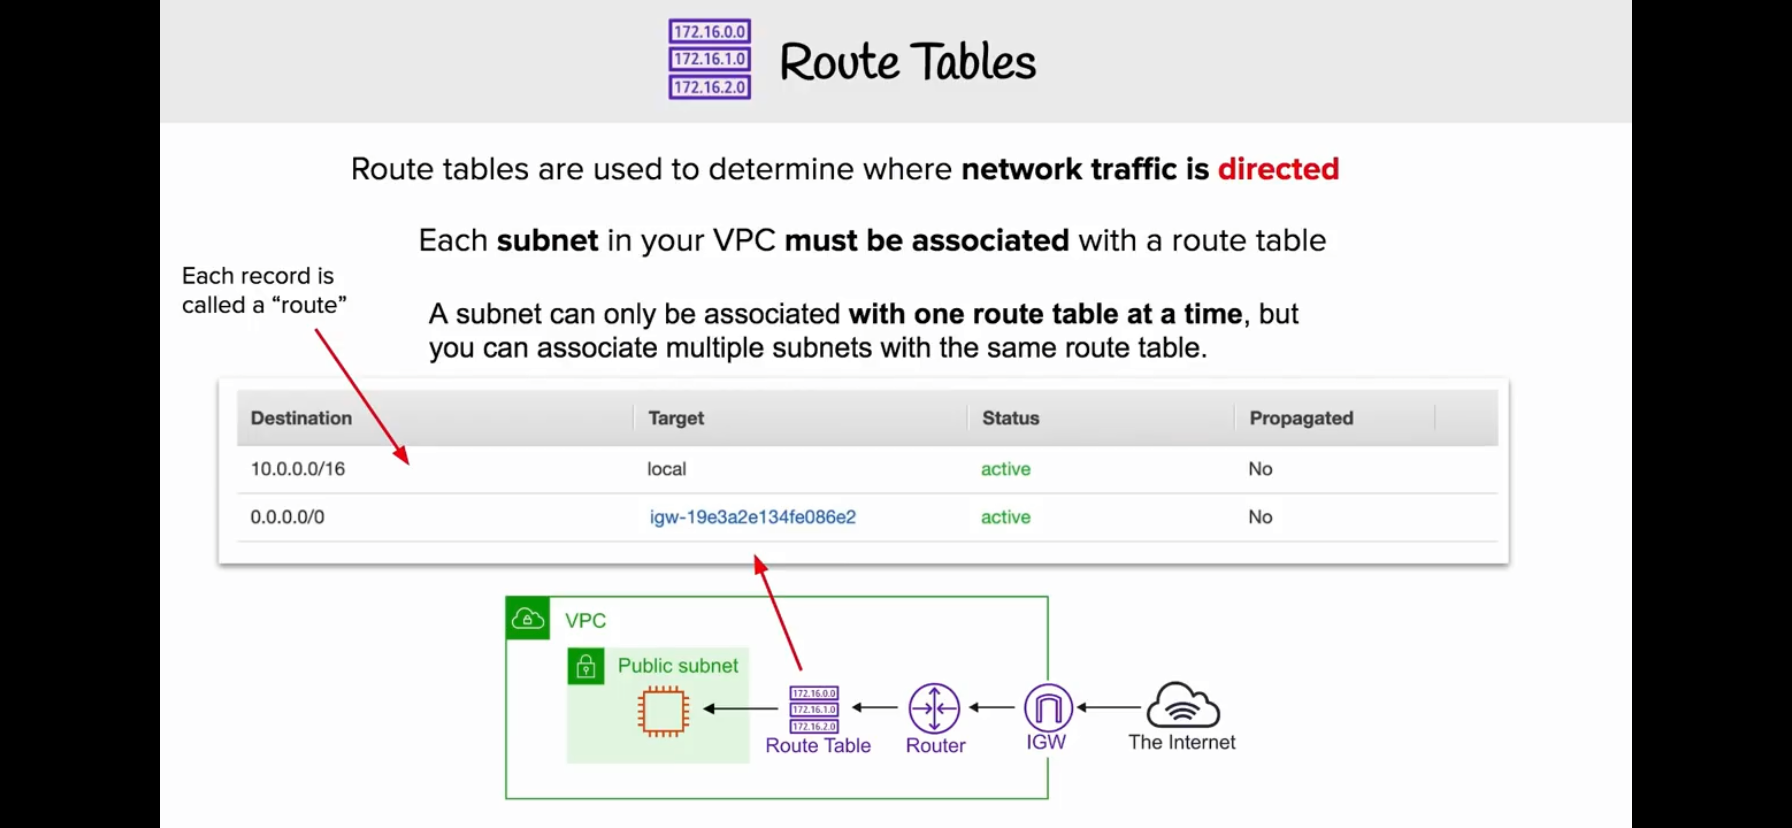 172.16.0.0
172.16.1.0
172.16.2.0
Route Tables
Route tables are used to determine where network traffic is directed
Each subnet in your VPC must be associated with a route table
Each record is
called a “route”
A subnet can only be associated with one route table at a time, but
you can associate multiple subnets with the same route table.
Destination Target Status Propagated
10.0.0.0/16 local active No
0.0.0.0/0 igw-19e3a2e134fe086e2 active No
VPC
Public subnet
172.16.0.0
172.16.1.0
172.16.2.0
Route Table
Router
IGW
The Internet